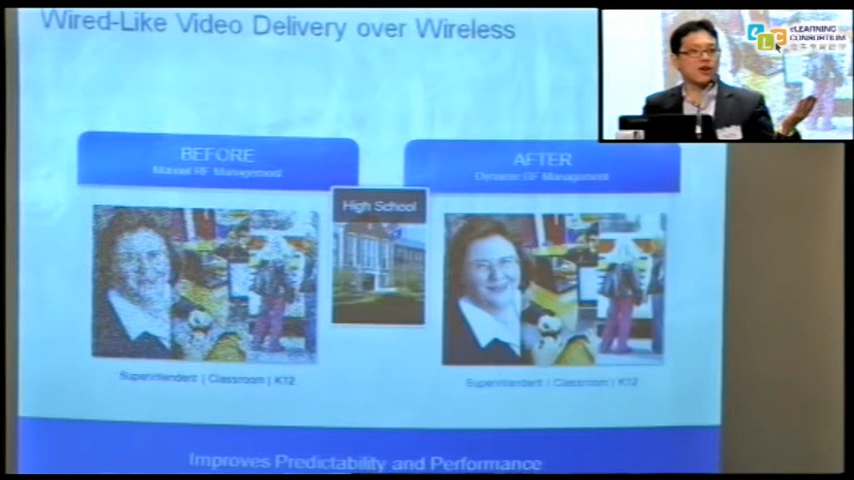 Wired-Like Video Delivery over Wireless
eLEARNING
CONSORTIUM
BEFORE
Manual RF Management
AFTER
Dynamic RF Management
High School
Superintendent | Classroom | K12
Superintendent | Classroom | K12
Improves Predictability and Performance